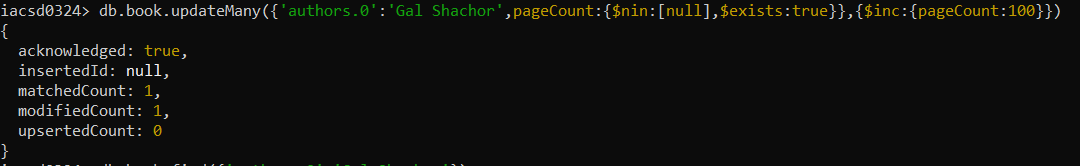 iacsd0324> db.book.updateMany({'authors.0':'Gal Shachor',pageCount:{$nin:[null],$exists:true}},{$inc:{pageCount:100}})
{
  acknowledged: true,
  insertedId: null,
  matchedCount: 1,
  modifiedCount: 1,
  upsertedCount: 0
}